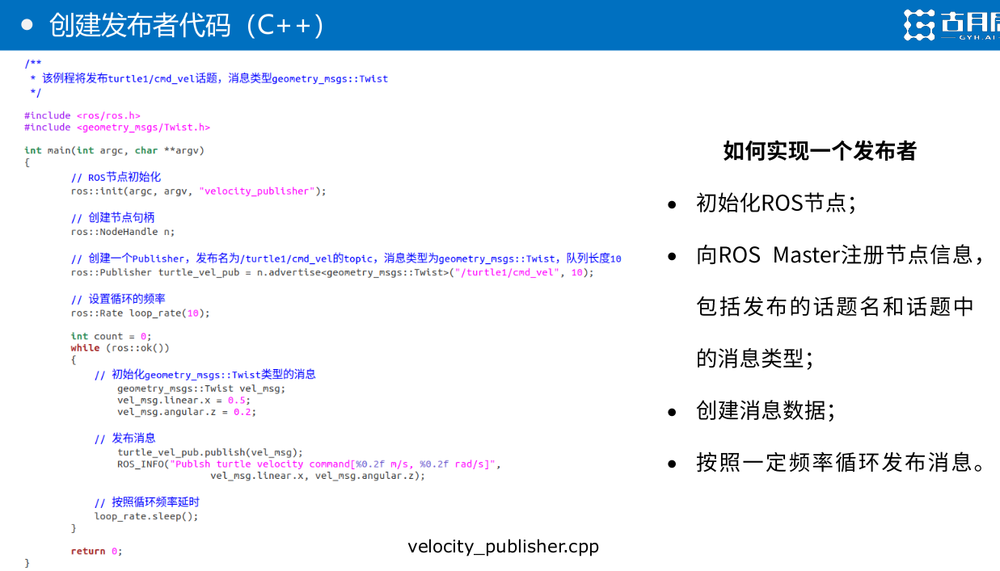 创建发布者代码（C++）
古月居
GYH.AI
/**
 * 该例程将发布turtle1/cmd_vel话题，消息类型geometry_msgs::Twist
 */
#include <ros/ros.h>
#include <geometry_msgs/Twist.h>
int main(int argc, char **argv)
{
// ROS节点初始化
ros::init(argc, argv, "velocity_publisher");
// 创建节点句柄
ros::NodeHandle n;
// 创建一个Publisher，发布名为/turtle1/cmd_vel的topic，消息类型为geometry_msgs::Twist，队列长度10
ros::Publisher turtle_vel_pub = n.advertise<geometry_msgs::Twist>("/turtle1/cmd_vel", 10);
// 设置循环的频率
ros::Rate loop_rate(10);
int count = 0;
while (ros::ok())
{
// 初始化geometry_msgs::Twist类型的消息
geometry_msgs::Twist vel_msg;
vel_msg.linear.x = 0.5;
vel_msg.angular.z = 0.2;
// 发布消息
turtle_vel_pub.publish(vel_msg);
ROS_INFO("Publsh turtle velocity command[%0.2f m/s, %0.2f rad/s]",
vel_msg.linear.x, vel_msg.angular.z);
// 按照循环频率延时
loop_rate.sleep();
}
return 0;
}
velocity_publisher.cpp
如何实现一个发布者
● 初始化ROS节点；
● 向ROS Master注册节点信息，
包括发布的话题名和话题中
的消息类型；
● 创建消息数据；
● 按照一定频率循环发布消息。